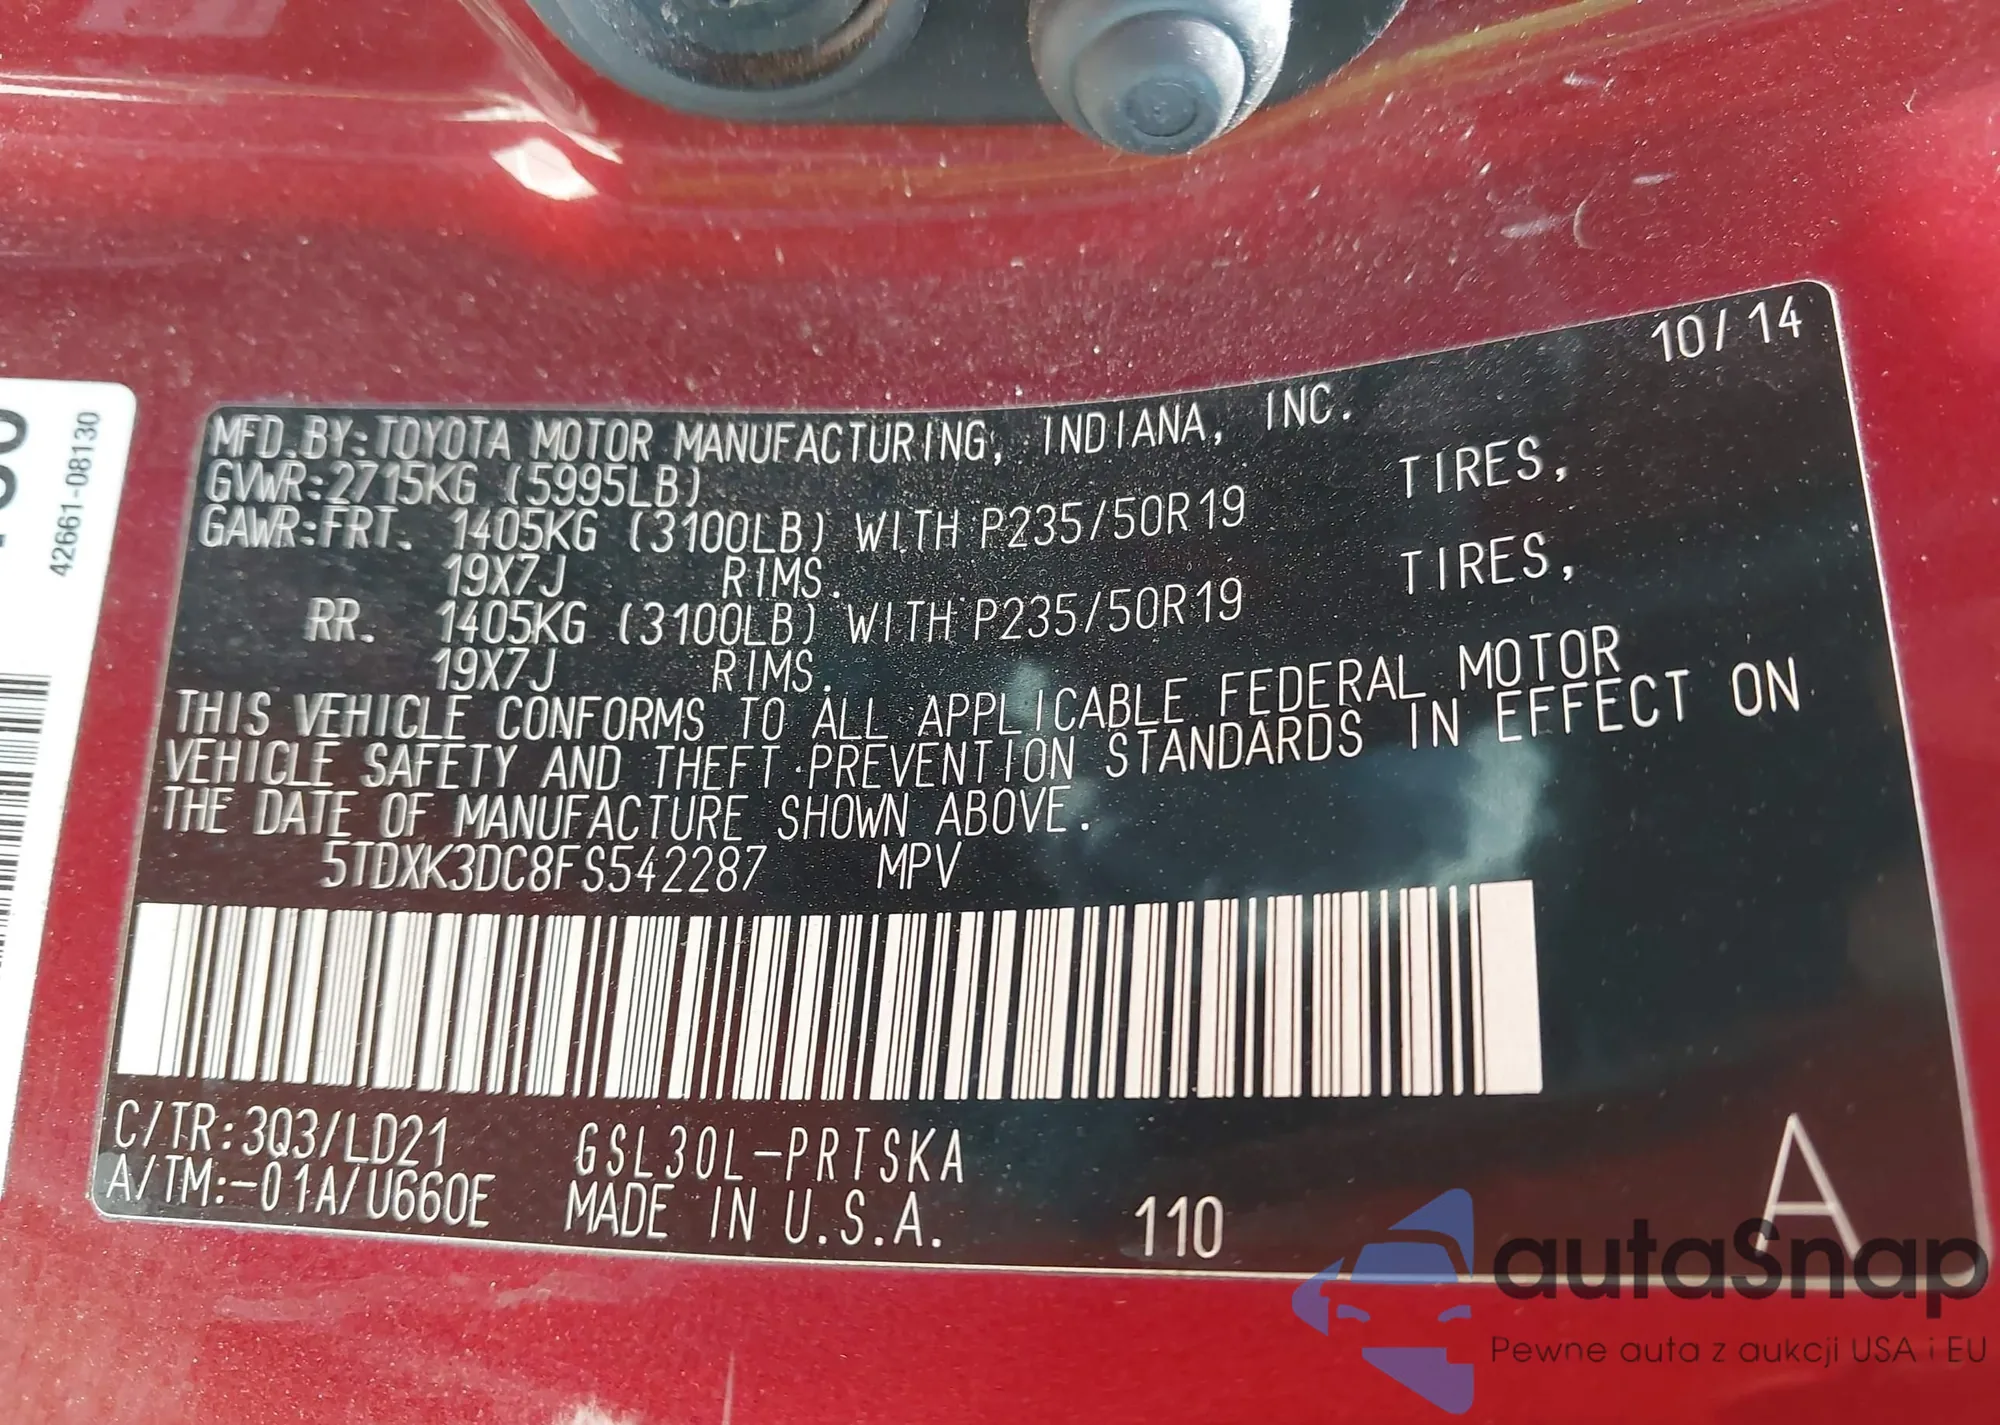 10/14
MFD.BY:TOYOTA MOTOR MANUFACTURING, INDIANA, INC.
GVWR:2715KG (5995LB)
GAWR:FRT. 1405KG (3100LB) WITH P235/50R19 TIRES,
19X7J RIMS.
RR. 1405KG (3100LB) WITH P235/50R19 TIRES,
19X7J RIMS.
THIS VEHICLE CONFORMS TO ALL APPLICABLE FEDERAL MOTOR
VEHICLE SAFETY AND THEFT PREVENTION STANDARDS IN EFFECT ON
THE DATE OF MANUFACTURE SHOWN ABOVE.
5TDXK3DC8FS542287 MPV
C/TR:3Q3/LD21 GSL30L-PRTSKA
A/TM:-01A/U660E MADE IN U.S.A. 110 A
42661-08130
autoSnap
Pewne auta z aukcji USA i EU